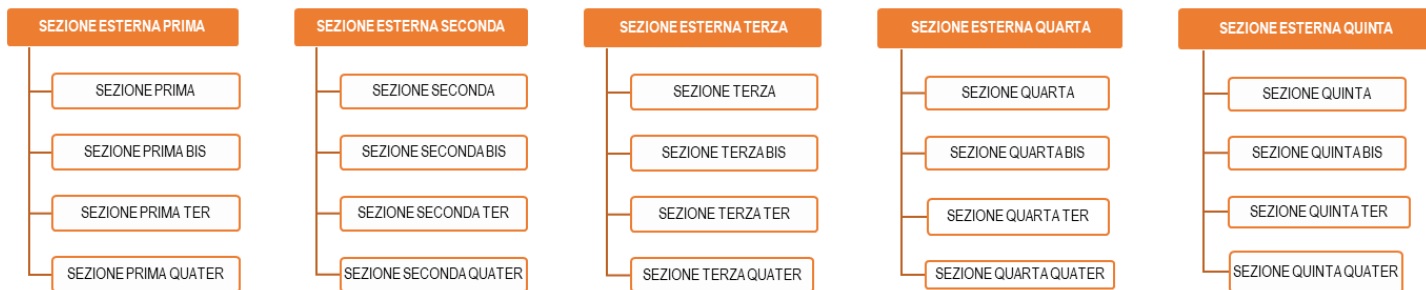 SEZIONE ESTERNA PRIMA
SEZIONE PRIMA
SEZIONE PRIMA BIS
SEZIONE PRIMA TER
SEZIONE PRIMA QUATER
SEZIONE ESTERNA SECONDA
SEZIONE SECONDA
SEZIONE SECONDA BIS
SEZIONE SECONDA TER
SEZIONE SECONDA QUATER
SEZIONE ESTERNA TERZA
SEZIONE TERZA
SEZIONE TERZA BIS
SEZIONE TERZA TER
SEZIONE TERZA QUATER
SEZIONE ESTERNA QUARTA
SEZIONE QUARTA
SEZIONE QUARTA BIS
SEZIONE QUARTA TER
SEZIONE QUARTA QUATER
SEZIONE ESTERNA QUINTA
SEZIONE QUINTA
SEZIONE QUINTA BIS
SEZIONE QUINTA TER
SEZIONE QUINTA QUATER